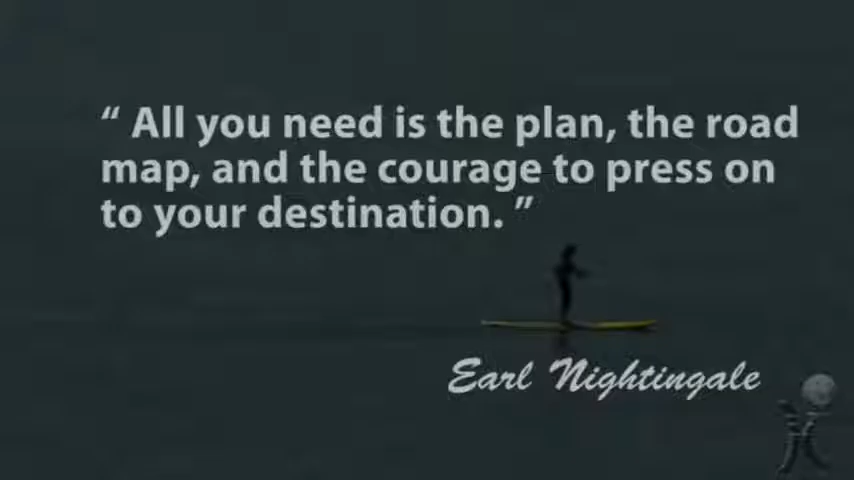 “ All you need is the plan, the road
map, and the courage to press on
to your destination. ”
Earl Nightingale